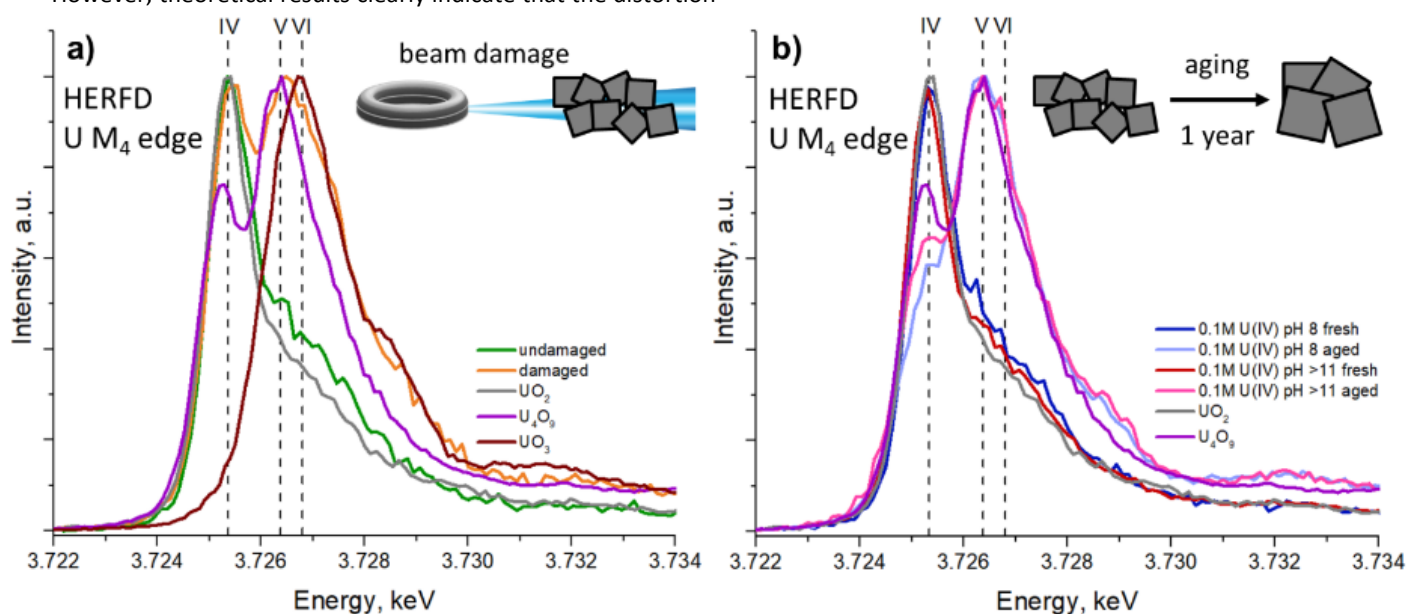 However, theoretical results clearly indicate that the distortion
a)
IV V VI
HERFD
U M₄ edge
beam damage
undamaged
damaged
UO₂
U₄O₉
UO₃
Intensity, a.u.
3.722 3.724 3.726 3.728 3.730 3.732 3.734
Energy, keV
b)
IV V VI
HERFD
U M₄ edge
aging
1 year
0.1M U(IV) pH 8 fresh
0.1M U(IV) pH 8 aged
0.1M U(IV) pH >11 fresh
0.1M U(IV) pH >11 aged
UO₂
U₄O₉
Intensity, a.u.
3.722 3.724 3.726 3.728 3.730 3.732 3.734
Energy, keV